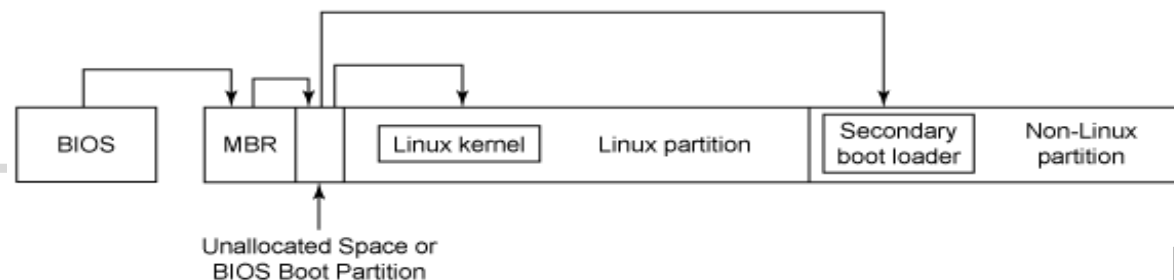 BIOS
MBR
Linux kernel
Linux partition
Secondary
boot loader
Non-Linux
partition
Unallocated Space or
BIOS Boot Partition